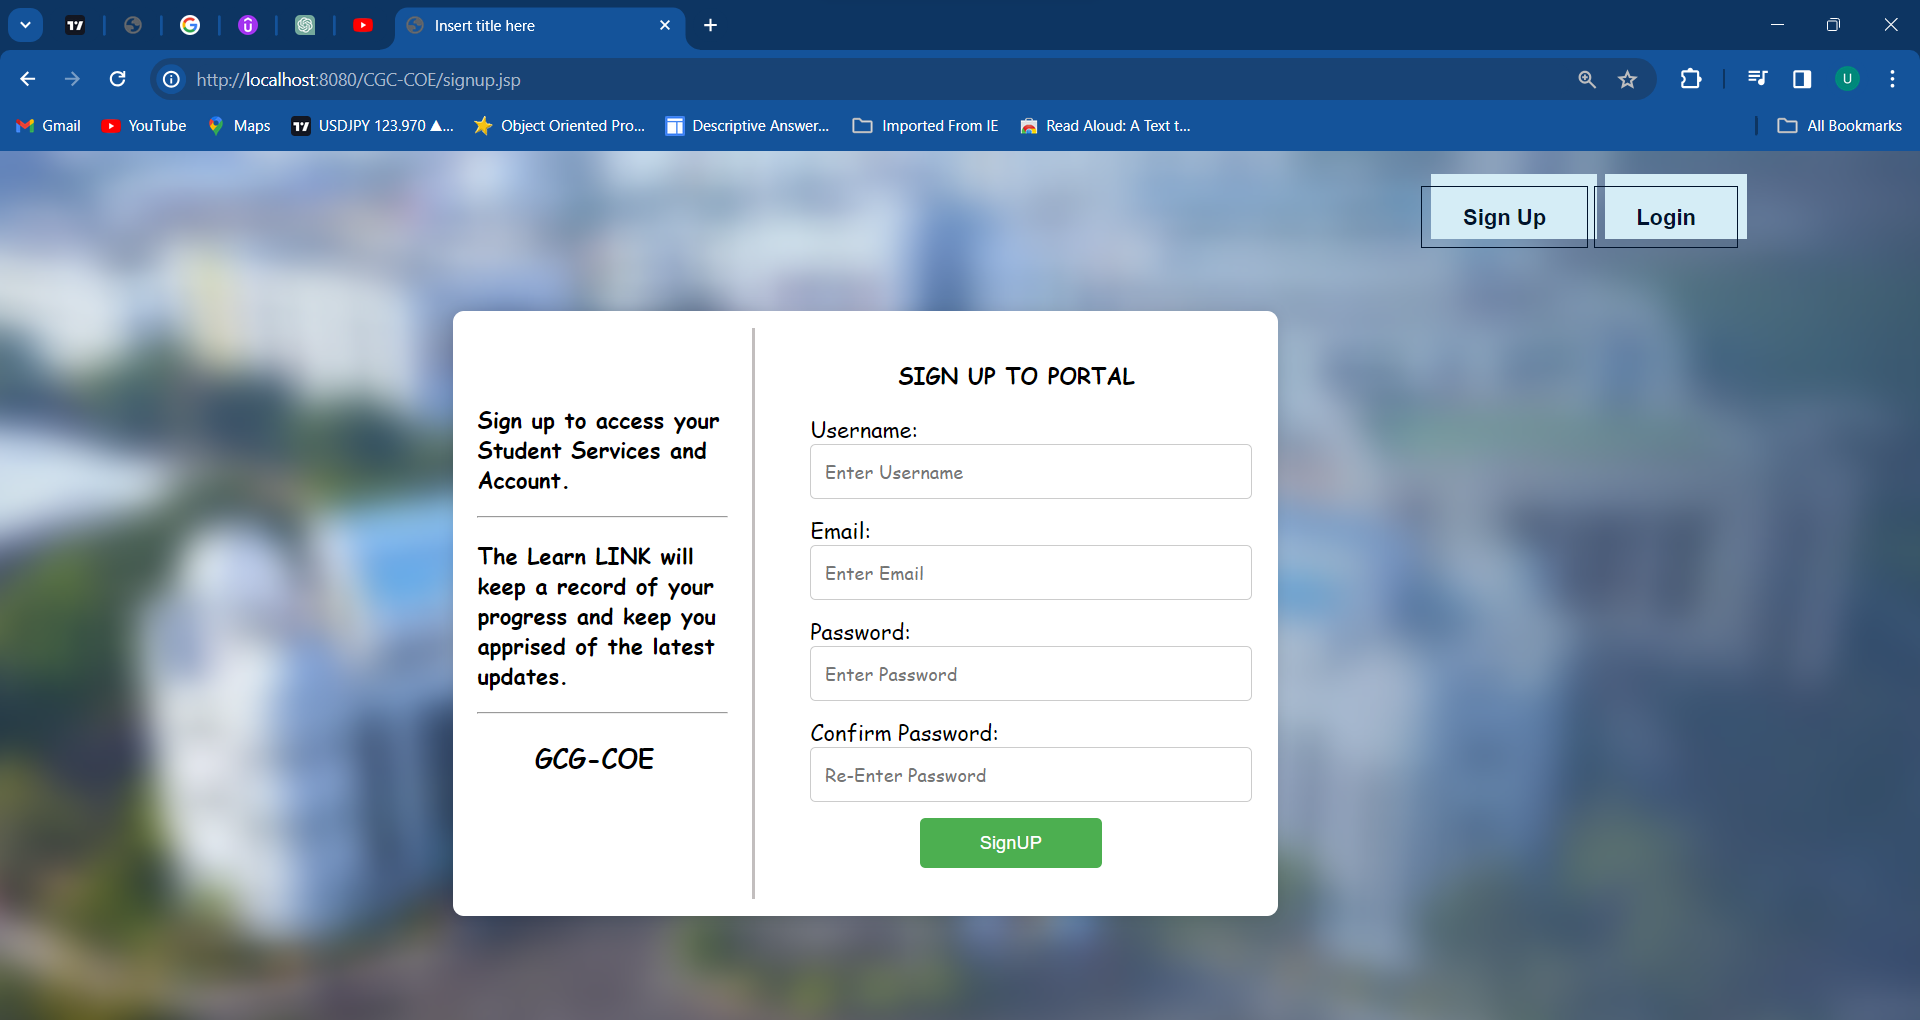 Insert title here
http://localhost:8080/CGC-COE/signup.jsp
U
Gmail
YouTube
Maps
USDJPY 123.970 ▲...
Object Oriented Pro...
Descriptive Answer...
Imported From IE
Read Aloud: A Text t...
All Bookmarks
Sign Up
Login
Sign up to access your
Student Services and
Account.
The Learn LINK will
keep a record of your
progress and keep you
apprised of the latest
updates.
GCG-COE
SIGN UP TO PORTAL
Username:
Enter Username
Email:
Enter Email
Password:
Enter Password
Confirm Password:
Re-Enter Password
SignUP